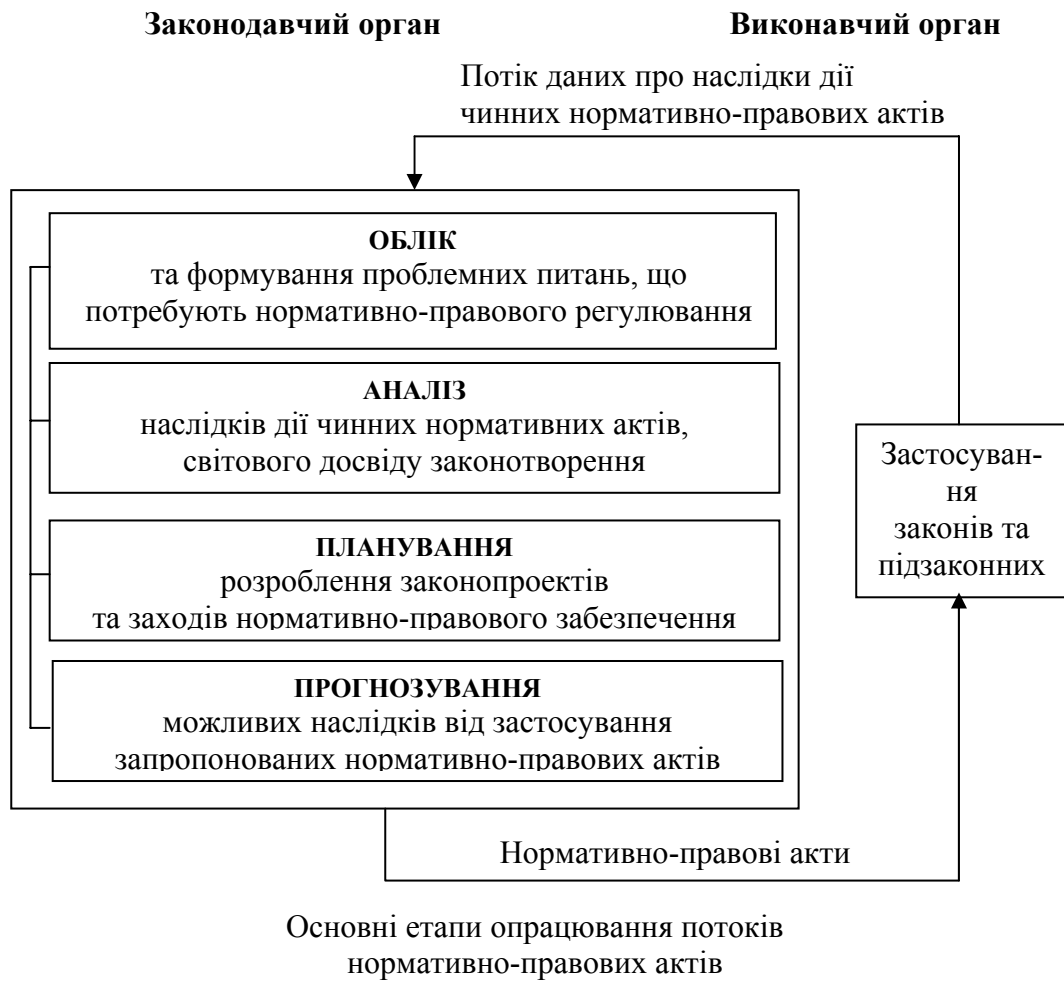 Законодавчий орган
Виконавчий орган
Потік даних про наслідки дії
чинних нормативно-правових актів
ОБЛІК
та формування проблемних питань, що
потребують нормативно-правового регулювання
АНАЛІЗ
наслідків дії чинних нормативних актів,
світового досвіду законотворення
ПЛАНУВАННЯ
розроблення законопроектів
та заходів нормативно-правового забезпечення
ПРОГНОЗУВАННЯ
можливих наслідків від застосування
запропонованих нормативно-правових актів
Застосуван-
ня
законів та
підзаконних
Нормативно-правові акти
Основні етапи опрацювання потоків
нормативно-правових актів